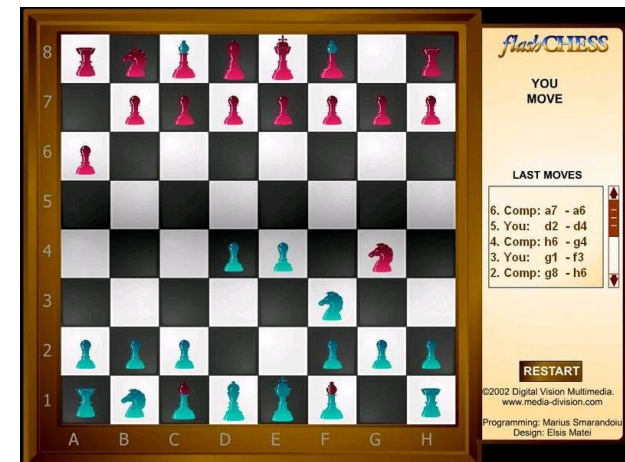 8
7
6
5
4
3
2
1
A B C D E F G H
flashCHESS
YOU
MOVE
LAST MOVES
6. Comp: a7 - a6
5. You: d2 - d4
4. Comp: h6 - g4
3. You: g1 - f3
2. Comp: g8 - h6
RESTART
©2002 Digital Vision Multimedia.
www.media-division.com
Programming: Marius Smarandoiu
Design: Elsis Matei